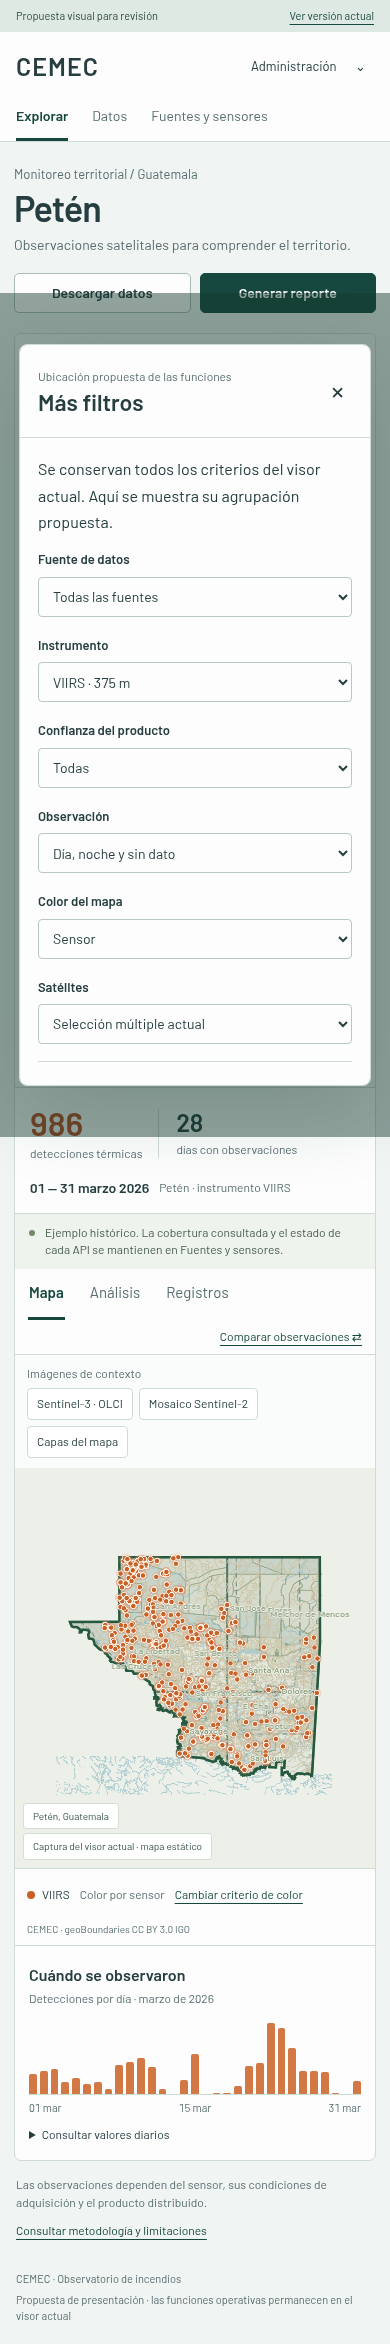 Propuesta visual para revisión
Ver versión actual
CEMEC
Administración
Explorar
Datos
Fuentes y sensores
Monitoreo territorial / Guatemala
Petén
Observaciones satelitales para comprender el territorio.
Descargar datos
Generar reporte
Ubicación propuesta de las funciones
Más filtros
×
Se conservan todos los criterios del visor
actual. Aquí se muestra su agrupación
propuesta.
Fuente de datos
Todas las fuentes
Instrumento
VIIRS · 375 m
Confianza del producto
Todas
Observación
Día, noche y sin dato
Color del mapa
Sensor
Satélites
Selección múltiple actual
986
detecciones térmicas
28
días con observaciones
01 — 31 marzo 2026
Petén · instrumento VIIRS
Ejemplo histórico. La cobertura consultada y el estado de
cada API se mantienen en Fuentes y sensores.
Mapa
Análisis
Registros
Comparar observaciones ⇄
Imágenes de contexto
Sentinel-3 · OLCI
Mosaico Sentinel-2
Capas del mapa
Melchor de Mencos
Santa Ana
Dolores
Petén, Guatemala
Captura del visor actual · mapa estático
VIIRS
Color por sensor
Cambiar criterio de color
CEMEC · geoBoundaries CC BY 3.0 IGO
Cuándo se observaron
Detecciones por día · marzo de 2026
01 mar
15 mar
31 mar
Consultar valores diarios
Las observaciones dependen del sensor, sus condiciones de
adquisición y el producto distribuido.
Consultar metodología y limitaciones
CEMEC · Observatorio de incendios
Propuesta de presentación · las funciones operativas permanecen en el
visor actual